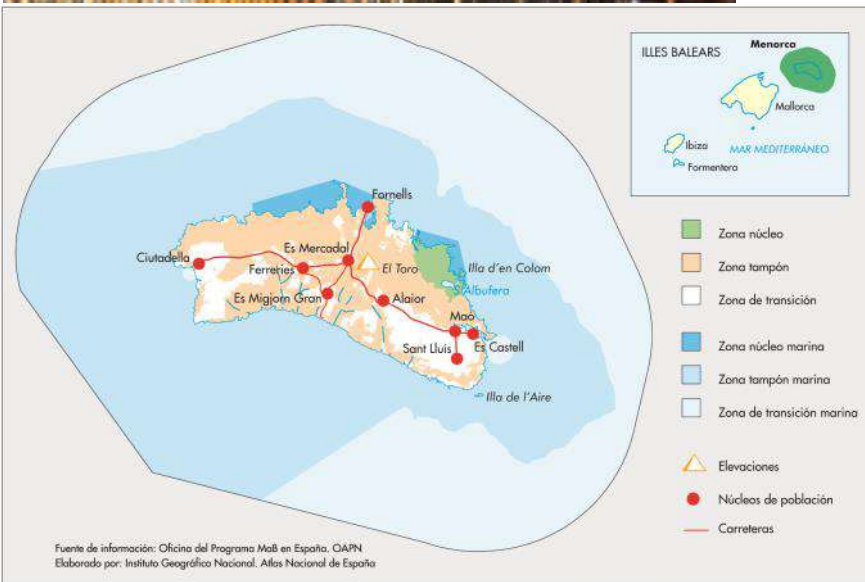 ILLES BALEARS
Menorca
Mallorca
Ibiza
MAR MEDITERRÁNEO
Formentera
Fornells
Ciutadella
Es Mercadal
Ferreries
El Toro
Illa d'en Colom
S'Albufera
Es Migjorn Gran
Alaior
Maó
Sant Lluis
Es Castell
Illa de l'Aire
Zona núcleo
Zona tampón
Zona de transición
Zona núcleo marina
Zona tampón marina
Zona de transición marina
Elevaciones
Núcleos de población
Carreteras
Fuente de información: Oficina del Programa MaB en España. OAPN
Elaborado por: Instituto Geográfico Nacional. Atlas Nacional de España